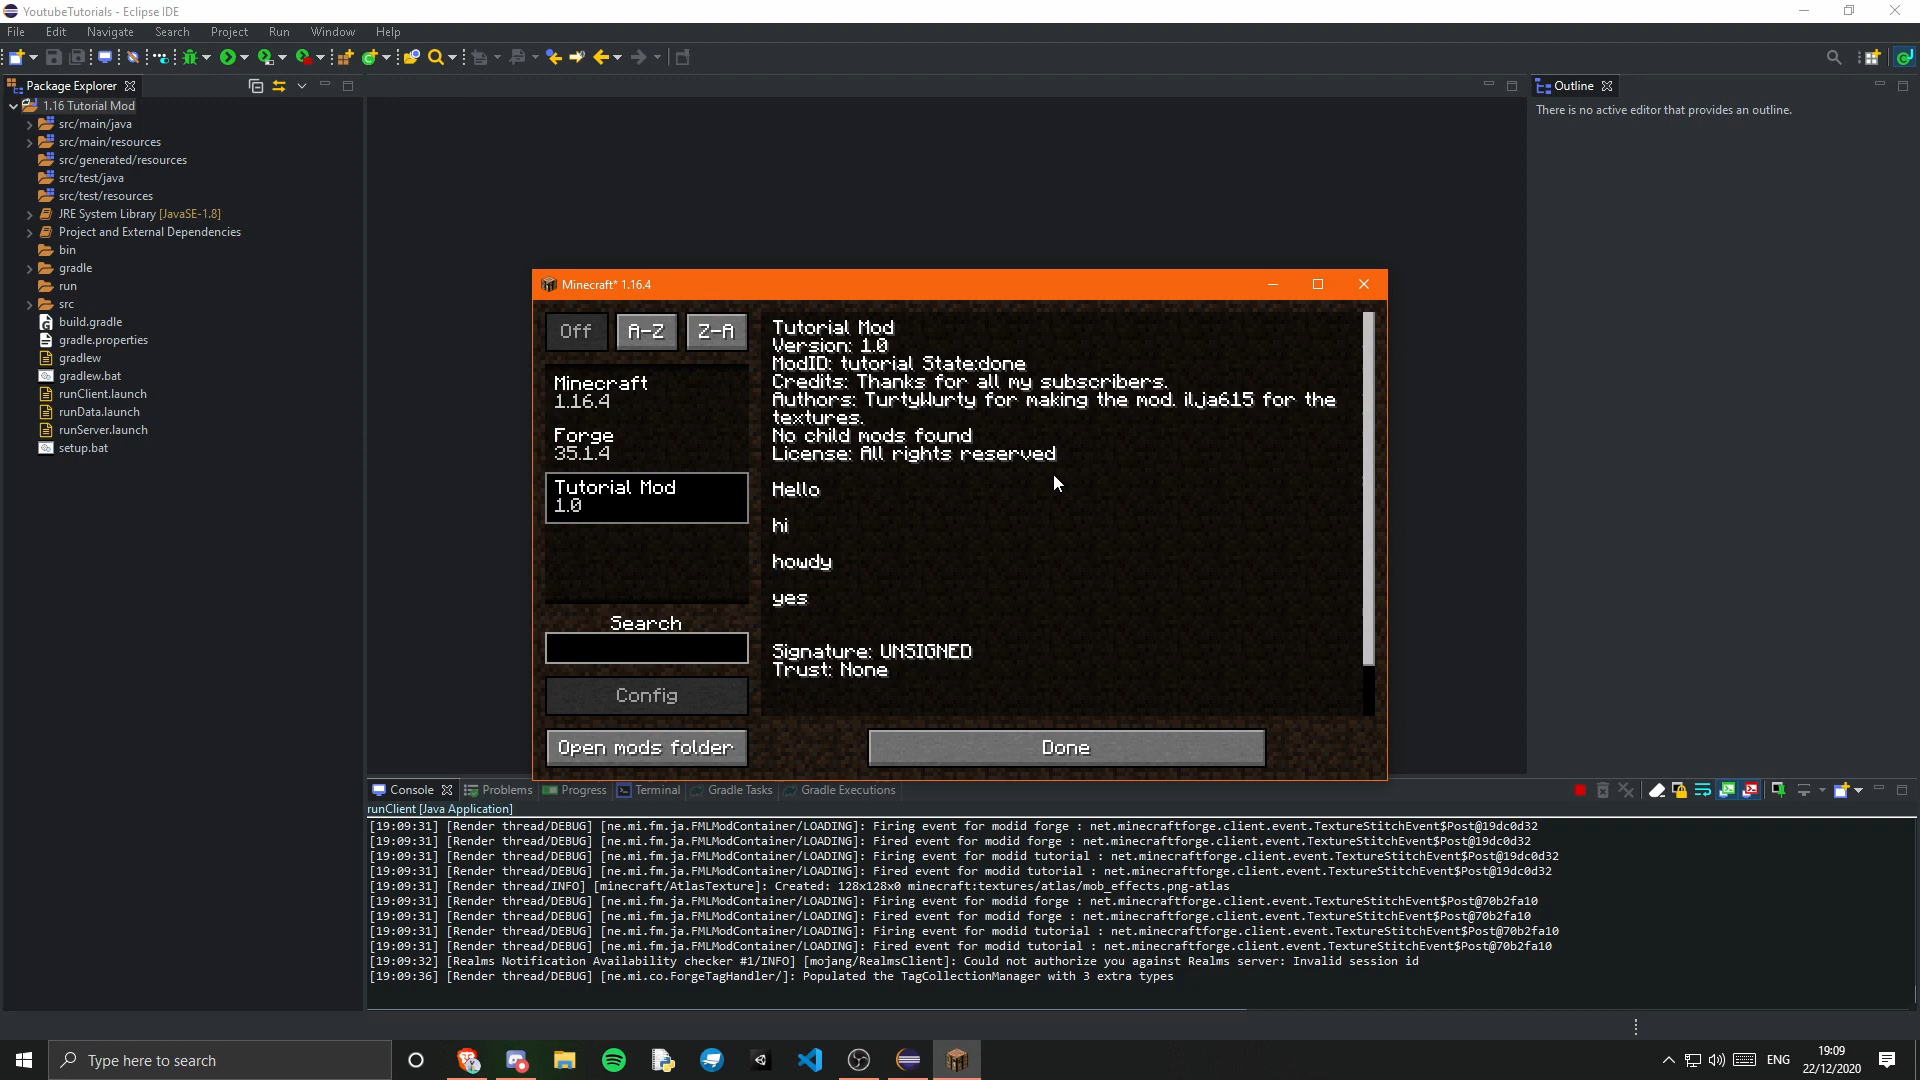 YoutubeTutorials - Eclipse IDE
File Edit Navigate Search Project Run Window Help
Package Explorer
1.16 Tutorial Mod
src/main/java
src/main/resources
src/generated/resources
src/test/java
src/test/resources
JRE System Library [JavaSE-1.8]
Project and External Dependencies
bin
gradle
run
src
build.gradle
gradle.properties
gradlew
gradlew.bat
runClient.launch
runData.launch
runServer.launch
setup.bat
Outline
There is no active editor that provides an outline.
Minecraft* 1.16.4
Off A-Z Z-A
Minecraft
1.16.4
Forge
35.1.4
Tutorial Mod
1.0
Search
Config
Open mods folder
Tutorial Mod
Version: 1.0
ModID: tutorial State:done
Credits: Thanks for all my subscribers.
Authors: TurtyWurty for making the mod. ilja615 for the
textures.
No child mods found
License: All rights reserved
Hello
hi
howdy
yes
Signature: UNSIGNED
Trust: None
Done
Console Problems Progress Terminal Gradle Tasks Gradle Executions
runClient [Java Application]
[19:09:31] [Render thread/DEBUG] [ne.mi.fm.ja.FMLModContainer/LOADING]: Firing event for modid forge : net.minecraftforge.client.event.TextureStitchEvent$Post@19dc0d32
[19:09:31] [Render thread/DEBUG] [ne.mi.fm.ja.FMLModContainer/LOADING]: Fired event for modid forge : net.minecraftforge.client.event.TextureStitchEvent$Post@19dc0d32
[19:09:31] [Render thread/DEBUG] [ne.mi.fm.ja.FMLModContainer/LOADING]: Firing event for modid tutorial : net.minecraftforge.client.event.TextureStitchEvent$Post@19dc0d32
[19:09:31] [Render thread/DEBUG] [ne.mi.fm.ja.FMLModContainer/LOADING]: Fired event for modid tutorial : net.minecraftforge.client.event.TextureStitchEvent$Post@19dc0d32
[19:09:31] [Render thread/INFO] [minecraft/AtlasTexture]: Created: 128x128x0 minecraft:textures/atlas/mob_effects.png-atlas
[19:09:31] [Render thread/DEBUG] [ne.mi.fm.ja.FMLModContainer/LOADING]: Firing event for modid forge : net.minecraftforge.client.event.TextureStitchEvent$Post@70b2fa10
[19:09:31] [Render thread/DEBUG] [ne.mi.fm.ja.FMLModContainer/LOADING]: Fired event for modid forge : net.minecraftforge.client.event.TextureStitchEvent$Post@70b2fa10
[19:09:31] [Render thread/DEBUG] [ne.mi.fm.ja.FMLModContainer/LOADING]: Firing event for modid tutorial : net.minecraftforge.client.event.TextureStitchEvent$Post@70b2fa10
[19:09:31] [Render thread/DEBUG] [ne.mi.fm.ja.FMLModContainer/LOADING]: Fired event for modid tutorial : net.minecraftforge.client.event.TextureStitchEvent$Post@70b2fa10
[19:09:32] [Realms Notification Availability checker #1/INFO] [mojang/RealmsClient]: Could not authorize you against Realms server: Invalid session id
[19:09:36] [Render thread/DEBUG] [ne.mi.co.ForgeTagHandler/]: Populated the TagCollectionManager with 3 extra types
Type here to search
ENG
19:09
22/12/2020